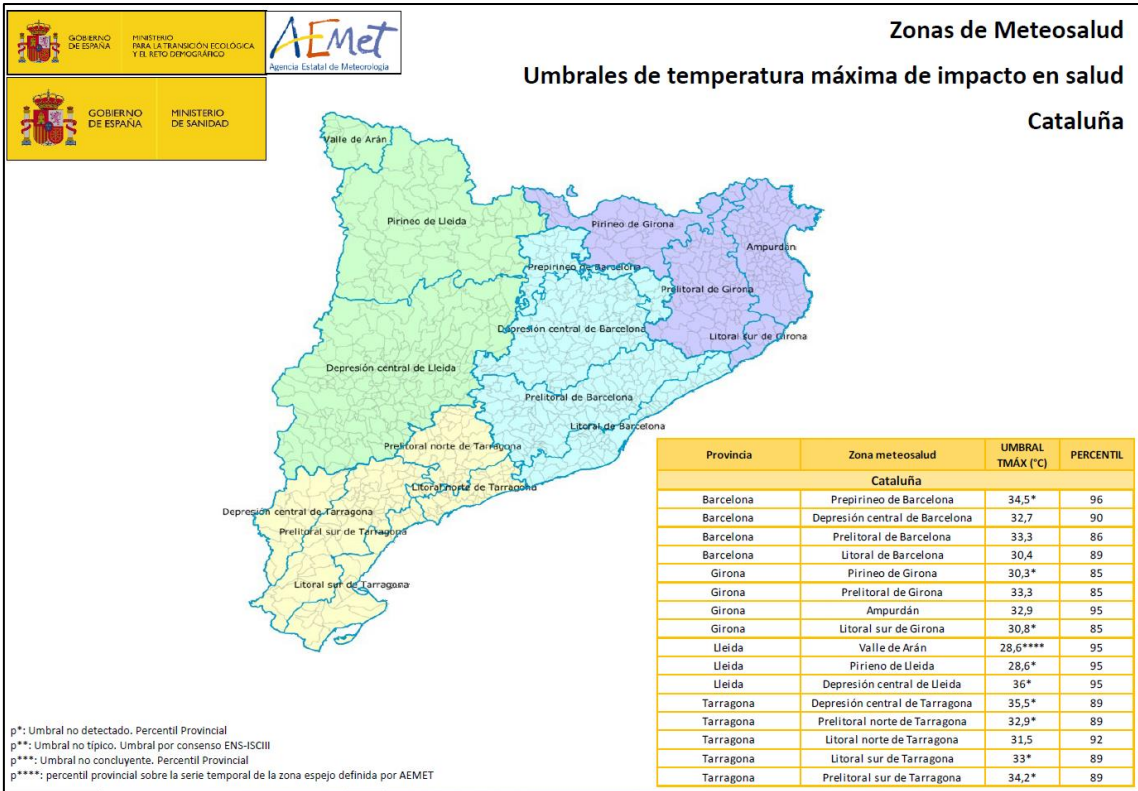 GOBIERNO
DE ESPAÑA
MINISTERIO
PARA LA TRANSICIÓN ECOLÓGICA
Y EL RETO DEMOGRÁFICO
AEMet
Agencia Estatal de Meteorología
GOBIERNO
DE ESPAÑA
MINISTERIO
DE SANIDAD
Zonas de Meteosalud
Umbrales de temperatura máxima de impacto en salud
Cataluña
Valle de Arán
Pirineo de Lleida
Pirineo de Girona
Ampurdán
Prepirineo de Barcelona
Prelitoral de Girona
Depresión central de Barcelona
Litoral sur de Girona
Depresión central de Lleida
Prelitoral de Barcelona
Litoral de Barcelona
Prelitoral norte de Tarragona
Litoral norte de Tarragona
Depresión central de Tarragona
Prelitoral sur de Tarragona
Litoral sur de Tarragona
Provincia Zona meteosalud UMBRAL TMÁX (°C) PERCENTIL
Cataluña
Barcelona Prepirineo de Barcelona 34,5* 96
Barcelona Depresión central de Barcelona 32,7 90
Barcelona Prelitoral de Barcelona 33,3 86
Barcelona Litoral de Barcelona 30,4 89
Girona Pirineo de Girona 30,3* 85
Girona Prelitoral de Girona 33,3 85
Girona Ampurdán 32,9 95
Girona Litoral sur de Girona 30,8* 85
Lleida Valle de Arán 28,6**** 95
Lleida Pirieno de Lleida 28,6* 95
Lleida Depresión central de Lleida 36* 95
Tarragona Depresión central de Tarragona 35,5* 89
Tarragona Prelitoral norte de Tarragona 32,9* 89
Tarragona Litoral norte de Tarragona 31,5 92
Tarragona Litoral sur de Tarragona 33* 89
Tarragona Prelitoral sur de Tarragona 34,2* 89
p*: Umbral no detectado. Percentil Provincial
p**: Umbral no típico. Umbral por consenso ENS-ISCIII
p***: Umbral no concluyente. Percentil Provincial
p****: percentil provincial sobre la serie temporal de la zona espejo definida por AEMET